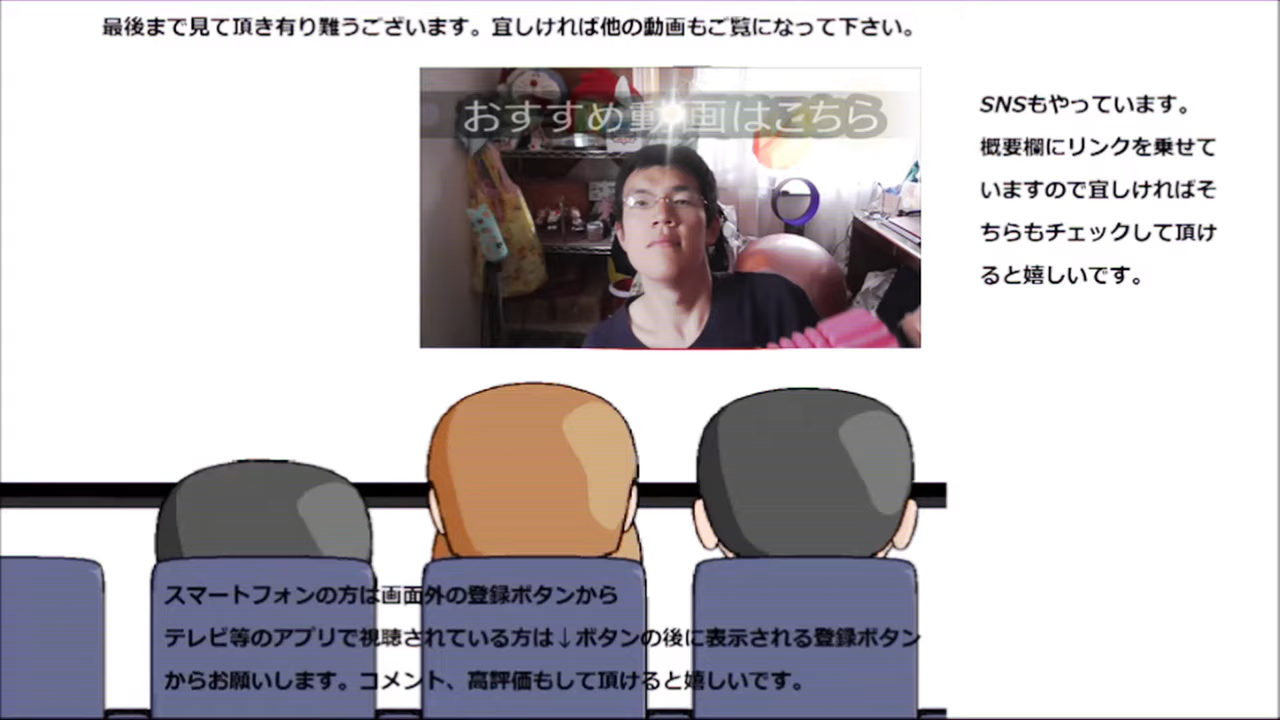 最後まで見て頂き有り難うございます。宜しければ他の動画もご覧になって下さい。
おすすめ動画はこちら
SNSもやっています。
概要欄にリンクを乗せて
いますので宜しければそ
ちらもチェックして頂け
ると嬉しいです。
スマートフォンの方は画面外の登録ボタンから
テレビ等のアプリで視聴されている方は↓ボタンの後に表示される登録ボタン
からお願いします。コメント、高評価もして頂けると嬉しいです。